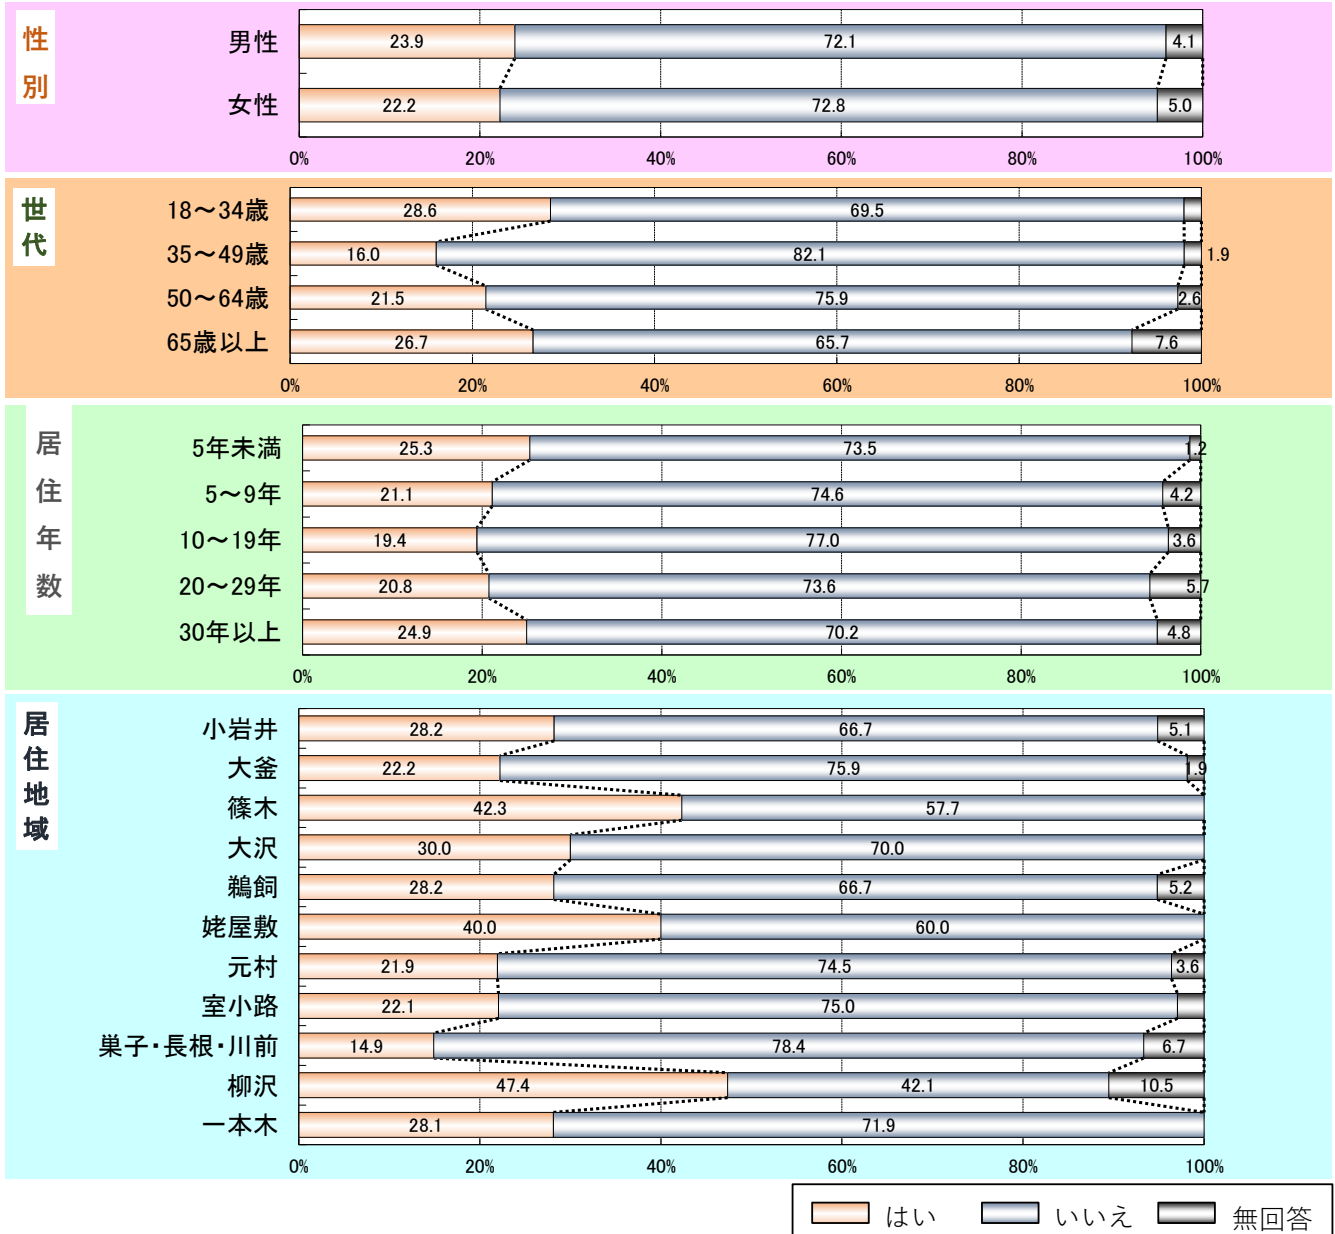 性別
男性 23.9 72.1 4.1
女性 22.2 72.8 5.0
0% 20% 40% 60% 80% 100%
世代
18～34歳 28.6 69.5
35～49歳 16.0 82.1 1.9
50～64歳 21.5 75.9 2.6
65歳以上 26.7 65.7 7.6
0% 20% 40% 60% 80% 100%
居住年数
5年未満 25.3 73.5 1.2
5～9年 21.1 74.6 4.2
10～19年 19.4 77.0 3.6
20～29年 20.8 73.6 5.7
30年以上 24.9 70.2 4.8
0% 20% 40% 60% 80% 100%
居住地域
小岩井 28.2 66.7 5.1
大釜 22.2 75.9 1.9
篠木 42.3 57.7
大沢 30.0 70.0
鵜飼 28.2 66.7 5.2
姥屋敷 40.0 60.0
元村 21.9 74.5 3.6
室小路 22.1 75.0
巣子・長根・川前 14.9 78.4 6.7
柳沢 47.4 42.1 10.5
一本木 28.1 71.9
0% 20% 40% 60% 80% 100%
はい いいえ 無回答